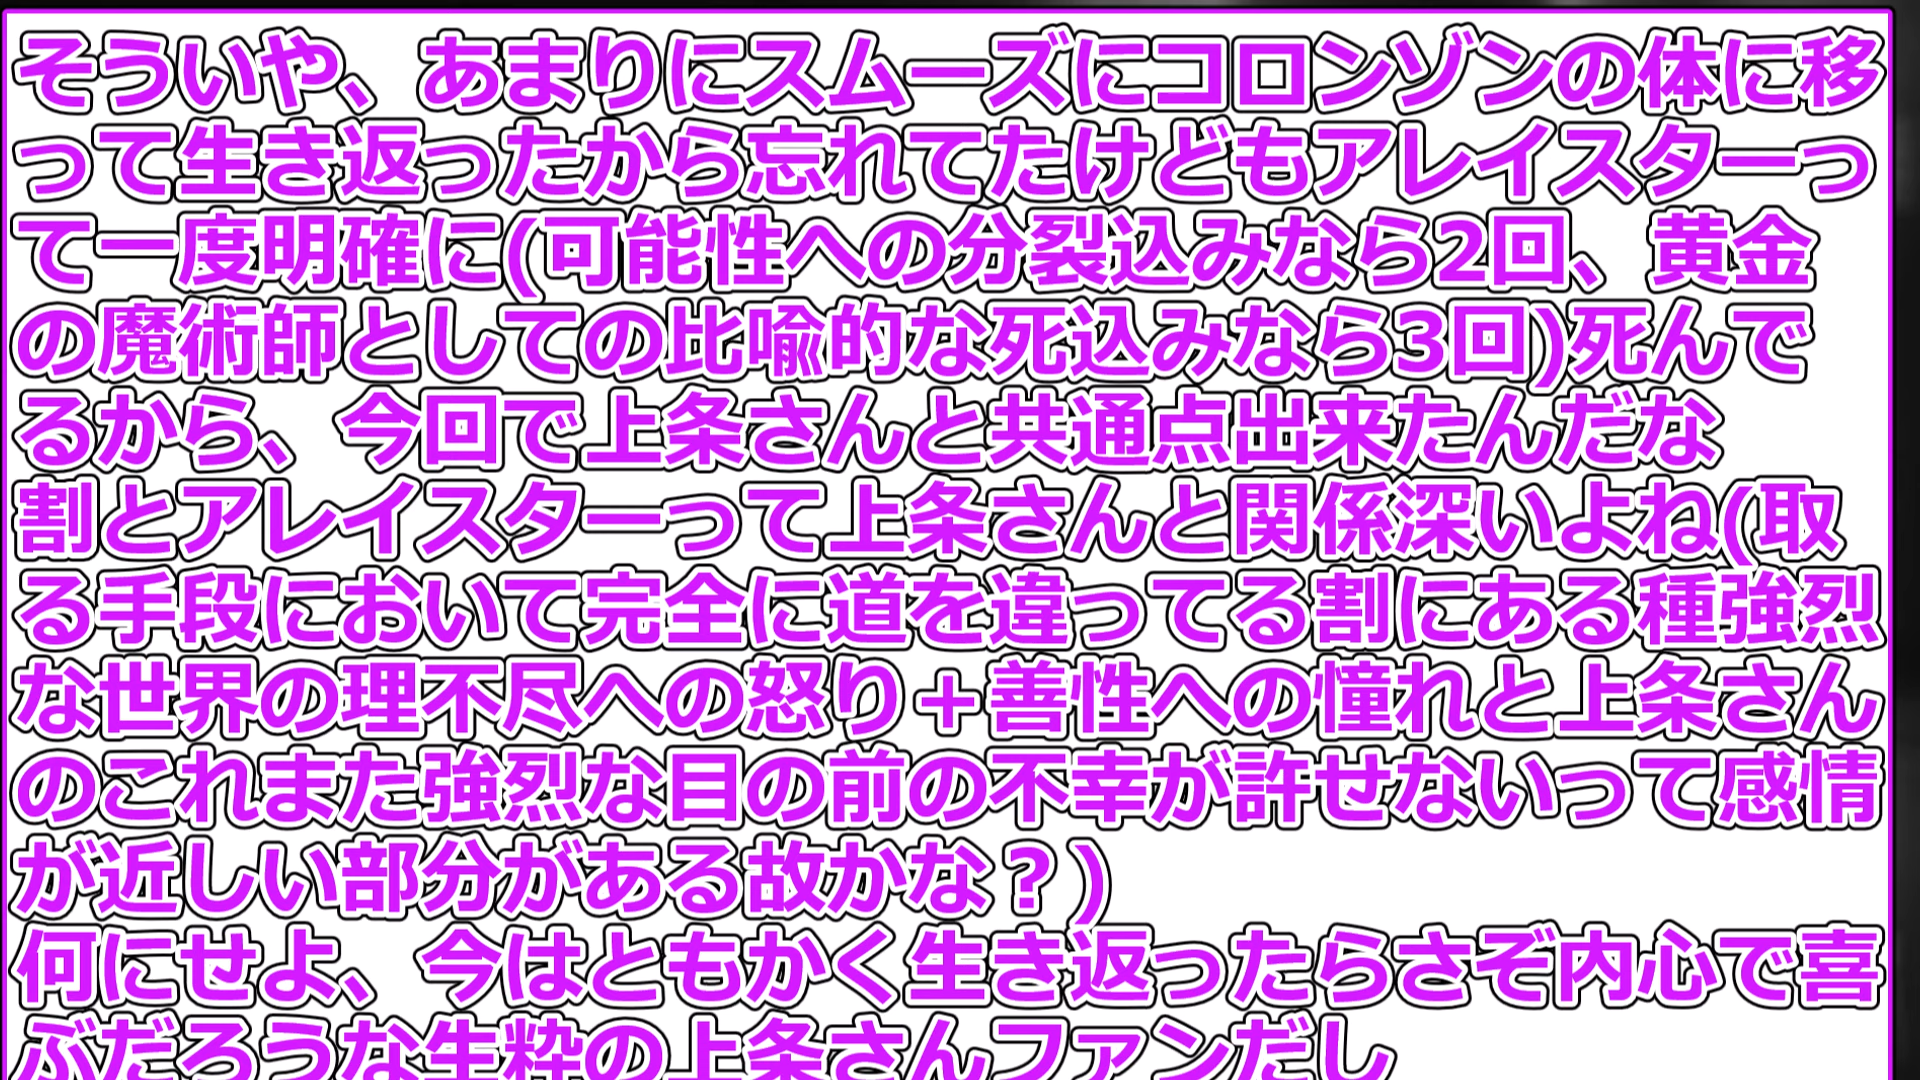 そういや、あまりにスムーズにコロンゾンの体に移
って生き返ったから忘れてたけどもアレイスターっ
て一度明確に(可能性への分裂込みなら2回、黄金
の魔術師としての比喩的な死込みなら3回)死んで
るから、今回で上条さんと共通点出来たんだな
割とアレイスターって上条さんと関係深いよね(取
る手段において完全に道を違ってる割にある種強烈
な世界の理不尽への怒り＋善性への憧れと上条さん
のこれまた強烈な目の前の不幸が許せないって感情
が近しい部分がある故かな？)
何にせよ、今はともかく生き返ったらさぞ内心で喜
ぶだろうな生粋の上条さんファンだし